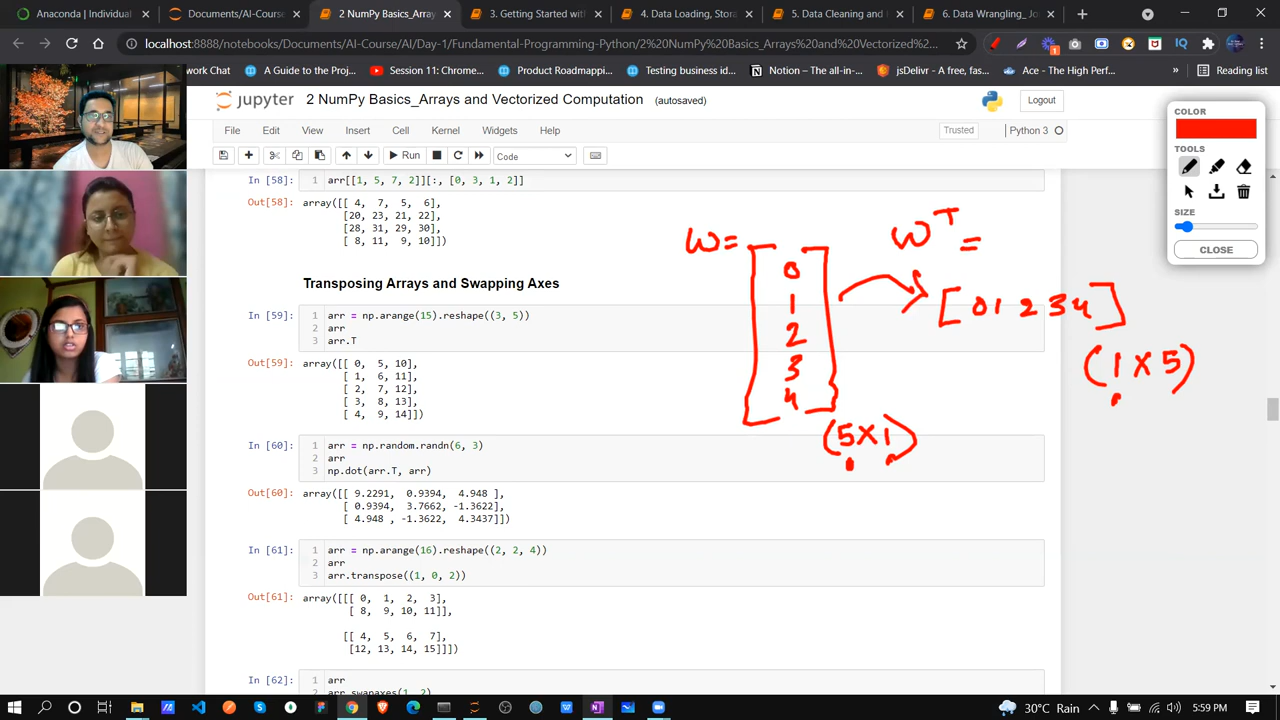 Anaconda | Individual
Documents/AI-Course
2 NumPy Basics_Array
3. Getting Started with
4. Data Loading, Stora
5. Data Cleaning and
6. Data Wrangling_ Jo
localhost:8888/notebooks/Documents/AI-Course/AI/Day-1/Fundamental-Programming-Python/2%20NumPy%20Basics_Arrays%20and%20Vectorized%20...
work Chat
A Guide to the Proj...
Session 11: Chrome...
Product Roadmappi...
Testing business id...
Notion – The all-in-o...
jsDelivr - A free, fas...
Ace - The High Perf...
»
Reading list
jupyter 2 NumPy Basics_Arrays and Vectorized Computation (autosaved)
Logout
File Edit View Insert Cell Kernel Widgets Help
Trusted
Python 3
Run
Code
In [58]: 1 arr[[1, 5, 7, 2]][:, [0, 3, 1, 2]]
Out[58]: array([[ 4, 7, 5, 6],
[20, 23, 21, 22],
[28, 31, 29, 30],
[ 8, 11, 9, 10]])
Transposing Arrays and Swapping Axes
In [59]: 1 arr = np.arange(15).reshape((3, 5))
2 arr
3 arr.T
Out[59]: array([[ 0, 5, 10],
[ 1, 6, 11],
[ 2, 7, 12],
[ 3, 8, 13],
[ 4, 9, 14]])
In [60]: 1 arr = np.random.randn(6, 3)
2 arr
3 np.dot(arr.T, arr)
Out[60]: array([[ 9.2291, 0.9394, 4.948 ],
[ 0.9394, 3.7662, -1.3622],
[ 4.948 , -1.3622, 4.3437]])
In [61]: 1 arr = np.arange(16).reshape((2, 2, 4))
2 arr
3 arr.transpose((1, 0, 2))
Out[61]: array([[[ 0, 1, 2, 3],
[ 8, 9, 10, 11]],
[[ 4, 5, 6, 7],
[12, 13, 14, 15]]])
In [62]: 1 arr
2 arr.swapaxes(1, 2)
W=
0
1
2
3
4
(5X1)
W^T =
[0 1 2 3 4]
(1X5)
COLOR
TOOLS
SIZE
CLOSE
30°C Rain
ENG
5:59 PM